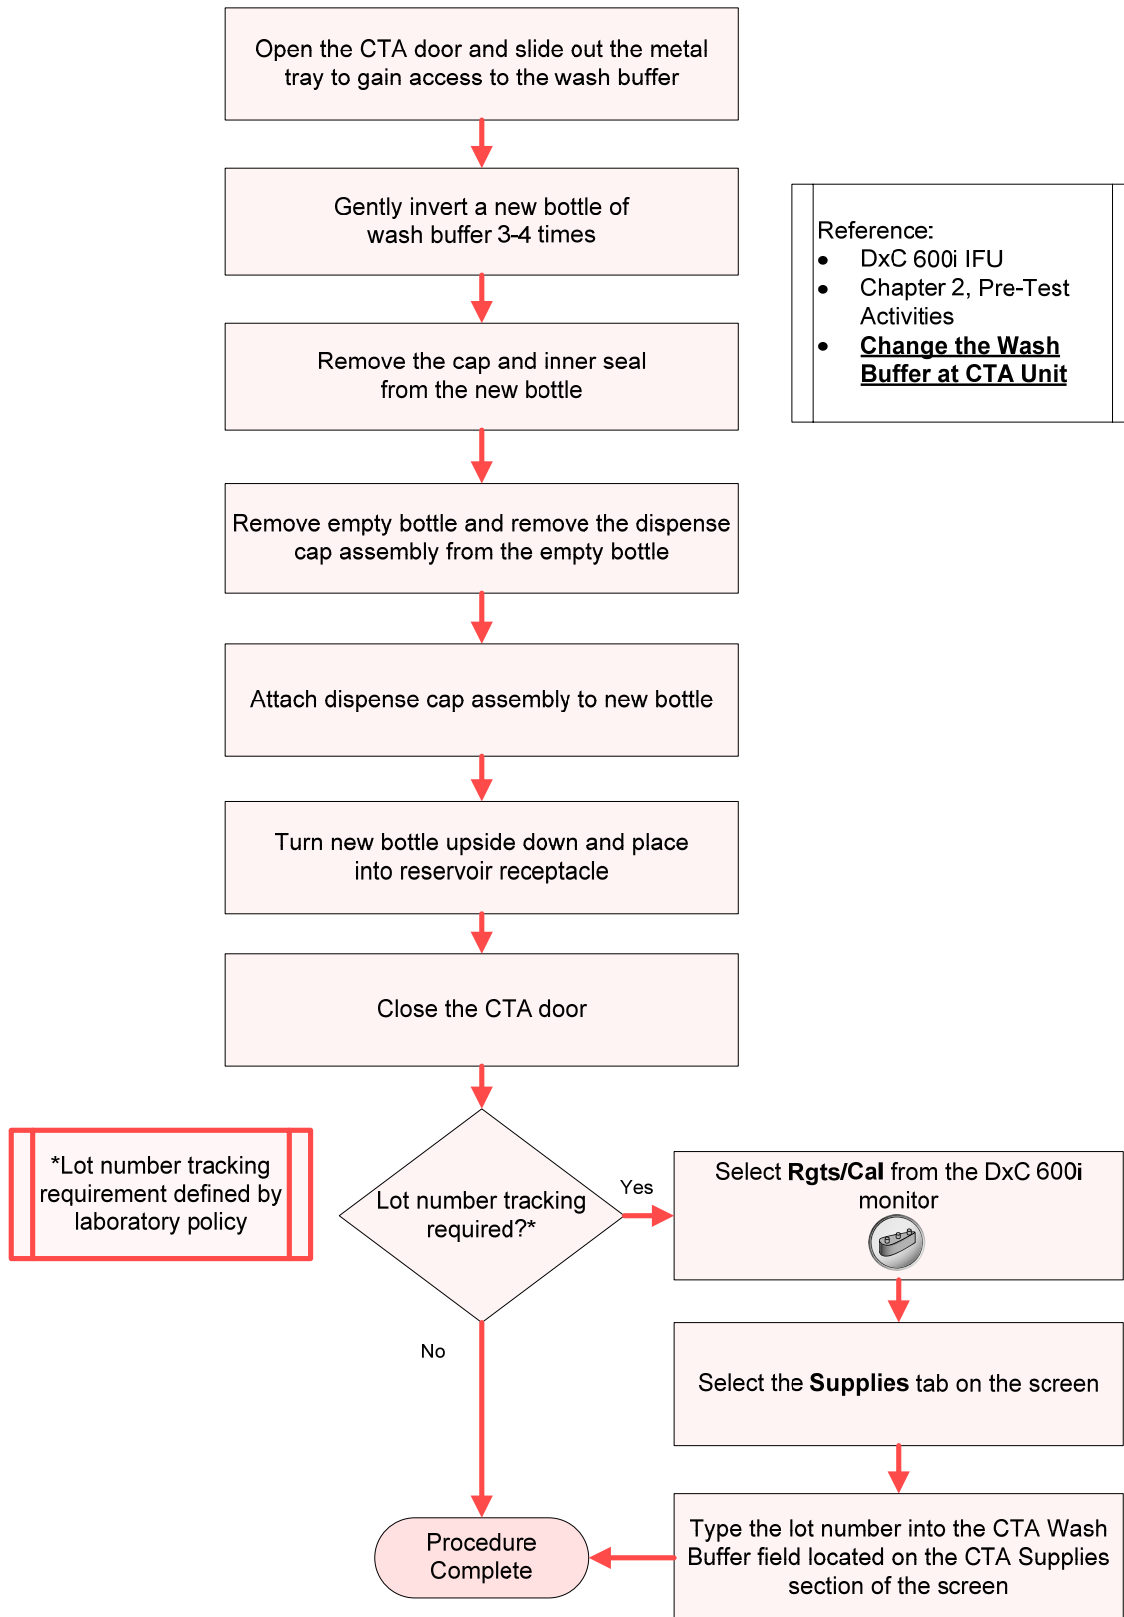 Open the CTA door and slide out the metal
tray to gain access to the wash buffer
Gently invert a new bottle of
wash buffer 3-4 times
Reference:
• DxC 600i IFU
• Chapter 2, Pre-Test
Activities
• Change the Wash
Buffer at CTA Unit
Remove the cap and inner seal
from the new bottle
Remove empty bottle and remove the dispense
cap assembly from the empty bottle
Attach dispense cap assembly to new bottle
Turn new bottle upside down and place
into reservoir receptacle
Close the CTA door
*Lot number tracking
requirement defined by
laboratory policy
Lot number tracking
required?*
Yes
Select Rgts/Cal from the DxC 600i
monitor
No
Select the Supplies tab on the screen
Type the lot number into the CTA Wash
Buffer field located on the CTA Supplies
section of the screen
Procedure
Complete